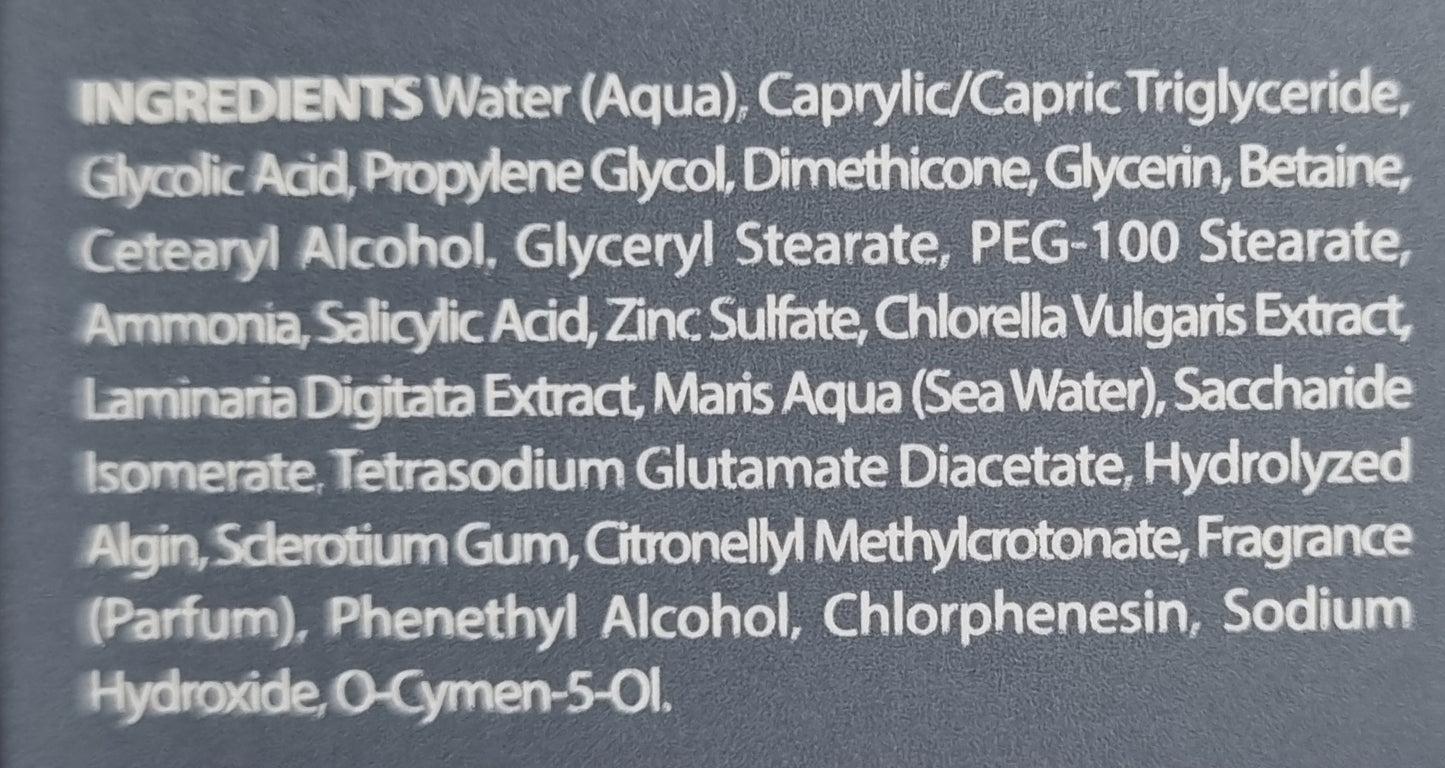 INGREDIENTS Water (Aqua), Caprylic/Capric Triglyceride,
Glycolic Acid, Propylene Glycol, Dimethicone, Glycerin, Betaine,
Cetearyl Alcohol, Glyceryl Stearate, PEG-100 Stearate,
Ammonia, Salicylic Acid, Zinc Sulfate, Chlorella Vulgaris Extract,
Laminaria Digitata Extract, Maris Aqua (Sea Water), Saccharide
Isomerate, Tetrasodium Glutamate Diacetate, Hydrolyzed
Algin, Sclerotium Gum, Citronellyl Methylcrotonate, Fragrance
(Parfum), Phenethyl Alcohol, Chlorphenesin, Sodium
Hydroxide, O-Cymen-5-Ol.